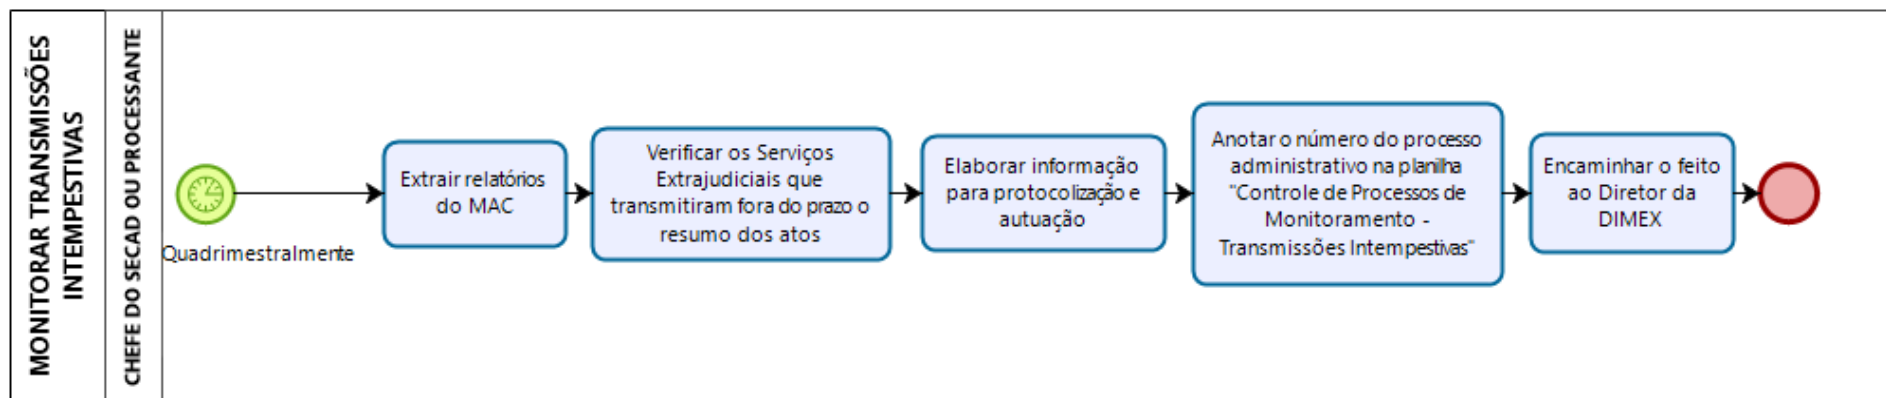 MONITORAR TRANSMISSÕES
INTEMPESTIVAS
CHEFE DO SECAD OU PROCESSANTE
Quadrimestralmente
Extrair relatórios
do MAC
Verificar os Serviços
Extrajudiciais que
transmitiram fora do prazo o
resumo dos atos
Elaborar informação
para protocolização e
autuação
Anotar o número do processo
administrativo na planilha
"Controle de Processos de
Monitoramento -
Transmissões Intempestivas"
Encaminhar o feito
ao Diretor da
DIMEX